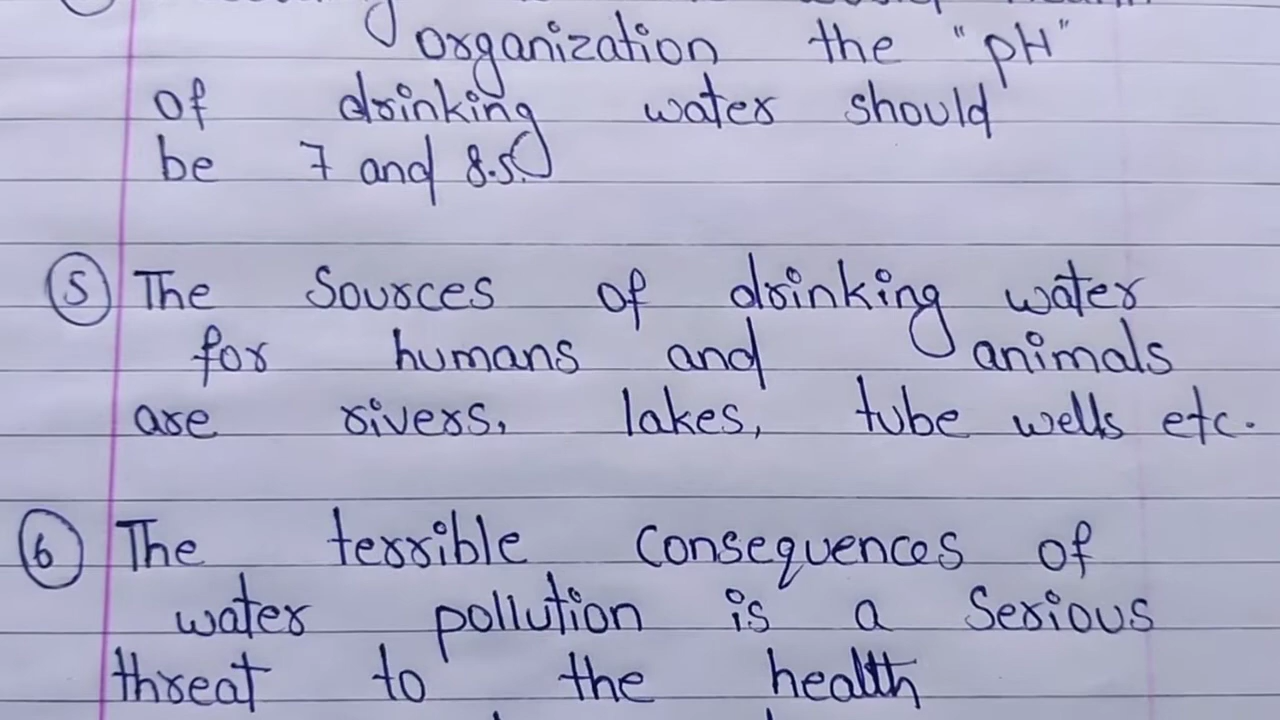 organization the "pH"
of drinking water should
be 7 and 8.5.
⑤ The Sources of drinking water
for humans and animals
are rivers, lakes, tube wells etc.
⑥ The terrible Consequences of
water pollution is a Serious
threat to the health